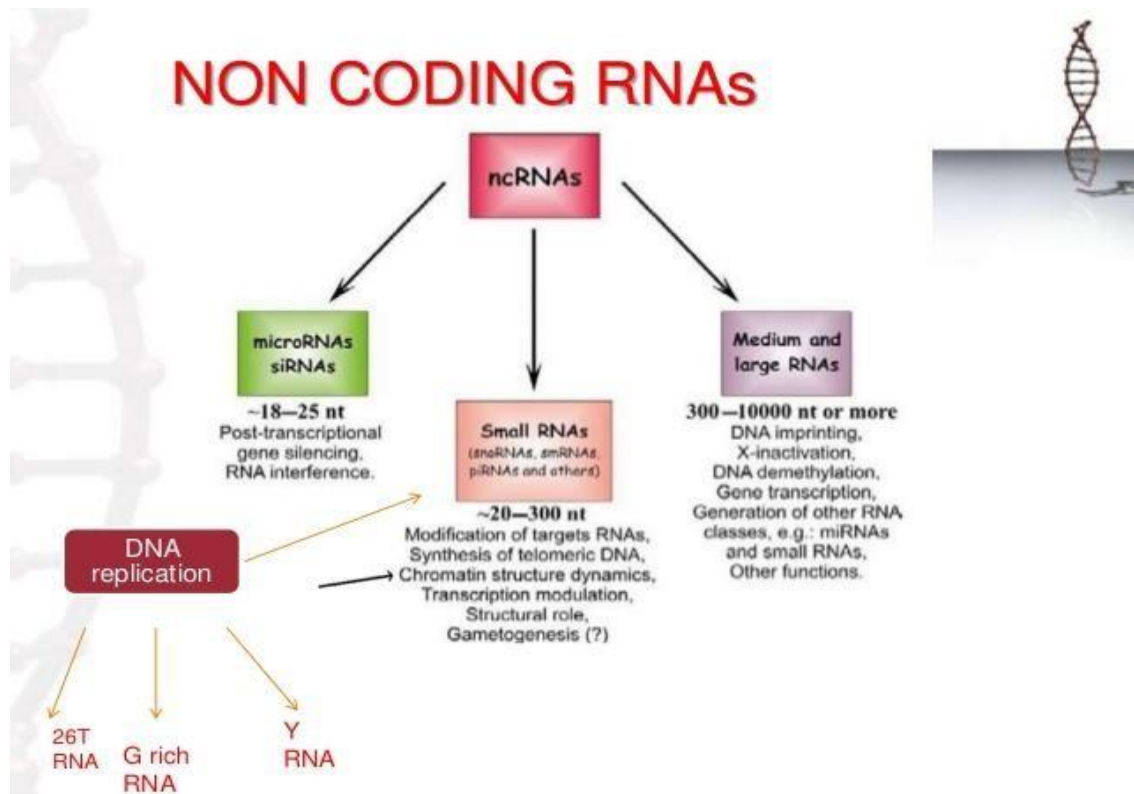 NON CODING RNAs
ncRNAs
microRNAs
siRNAs
~18–25 nt
Post-transcriptional
gene silencing,
RNA interference.
Small RNAs
(snoRNAs, smRNAs,
piRNAs and others)
~20–300 nt
Modification of targets RNAs,
Synthesis of telomeric DNA,
Chromatin structure dynamics,
Transcription modulation,
Structural role,
Gametogenesis (?)
Medium and
large RNAs
300–10000 nt or more
DNA imprinting,
X-inactivation,
DNA demethylation,
Gene transcription,
Generation of other RNA
classes, e.g.: miRNAs
and small RNAs,
Other functions.
DNA
replication
26T
RNA
G rich
RNA
Y
RNA